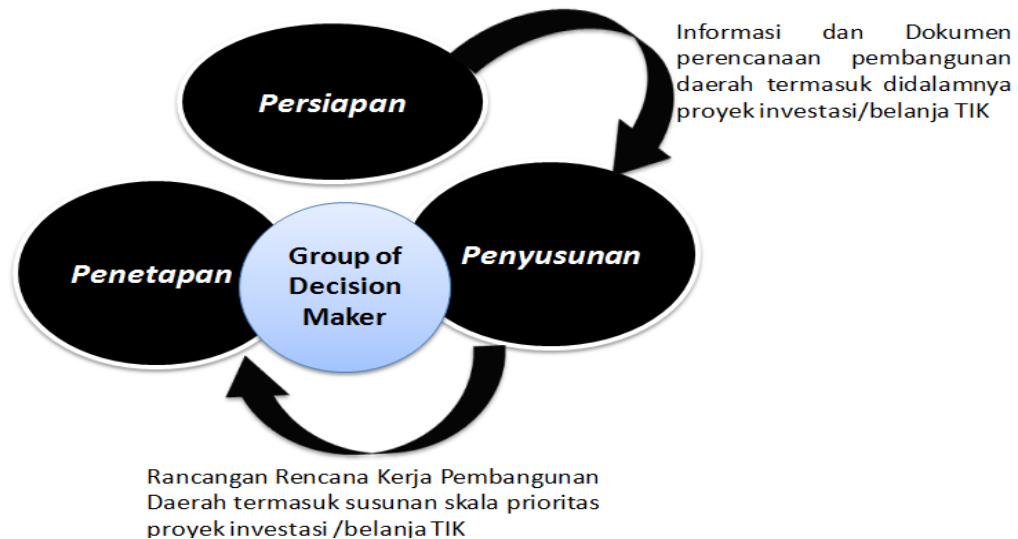 Informasi dan Dokumen
perencanaan pembangunan
daerah termasuk didalamnya
proyek investasi/belanja TIK
Persiapan
Penyusunan
Group of
Decision
Maker
Penetapan
Rancangan Rencana Kerja Pembangunan
Daerah termasuk susunan skala prioritas
proyek investasi /belanja TIK